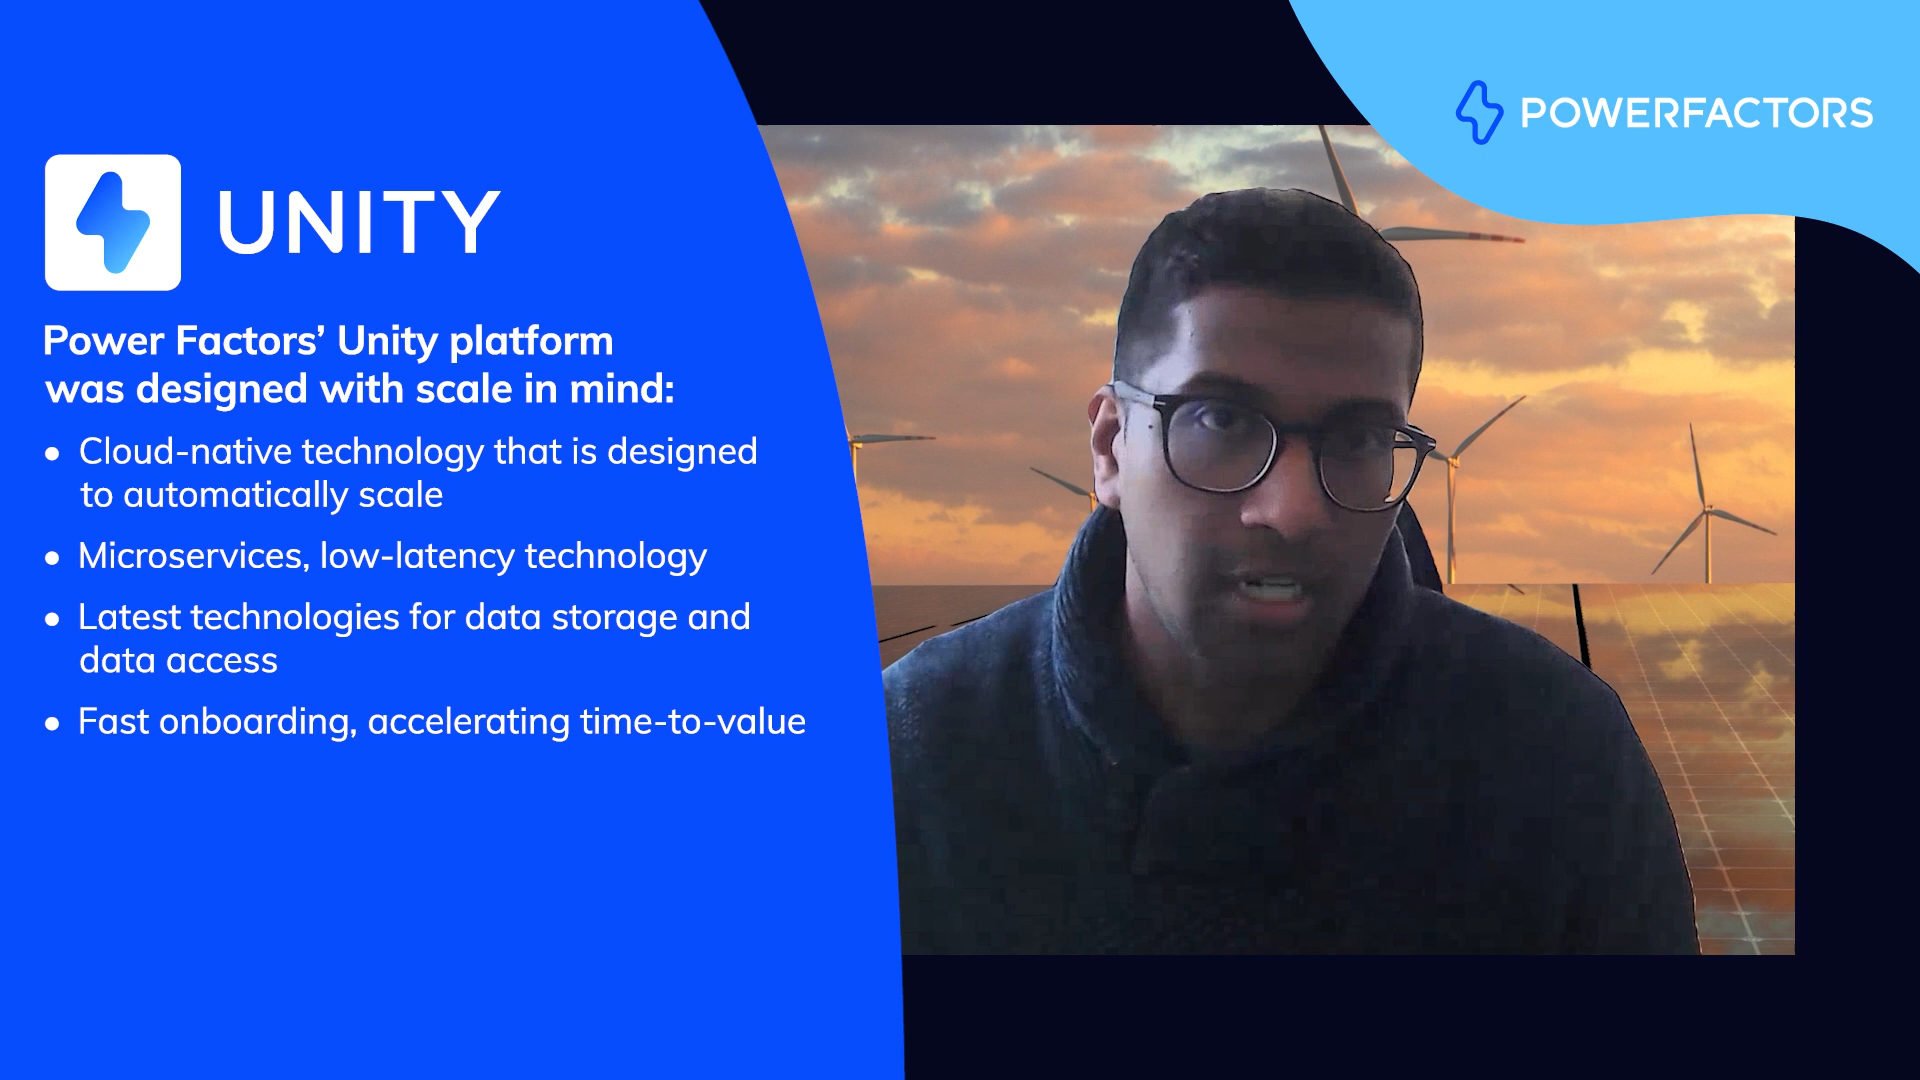 POWERFACTORS
UNITY
Power Factors’ Unity platform
was designed with scale in mind:
• Cloud-native technology that is designed
to automatically scale
• Microservices, low-latency technology
• Latest technologies for data storage and
data access
• Fast onboarding, accelerating time-to-value